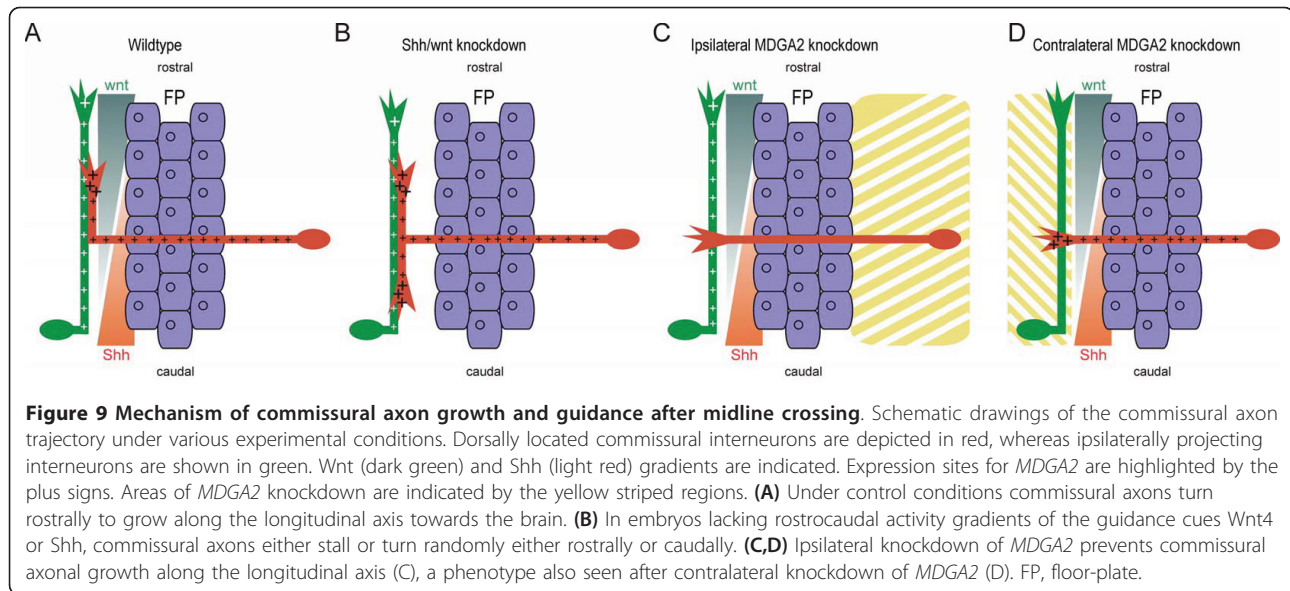 A
Wildtype
rostral
wnt
FP
Shh
caudal
B
Shh/wnt knockdown
rostral
FP
caudal
C
Ipsilateral MDGA2 knockdown
rostral
wnt
FP
Shh
caudal
D
Contralateral MDGA2 knockdown
rostral
wnt
FP
Shh
caudal
Figure 9 Mechanism of commissural axon growth and guidance after midline crossing. Schematic drawings of the commissural axon
trajectory under various experimental conditions. Dorsally located commissural interneurons are depicted in red, whereas ipsilaterally projecting
interneurons are shown in green. Wnt (dark green) and Shh (light red) gradients are indicated. Expression sites for MDGA2 are highlighted by the
plus signs. Areas of MDGA2 knockdown are indicated by the yellow striped regions. (A) Under control conditions commissural axons turn
rostrally to grow along the longitudinal axis towards the brain. (B) In embryos lacking rostrocaudal activity gradients of the guidance cues Wnt4
or Shh, commissural axons either stall or turn randomly either rostrally or caudally. (C,D) Ipsilateral knockdown of MDGA2 prevents commissural
axonal growth along the longitudinal axis (C), a phenotype also seen after contralateral knockdown of MDGA2 (D). FP, floor-plate.